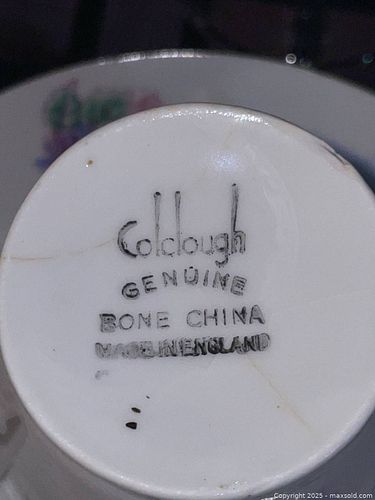 Colclough
GENUINE
BONE CHINA
MADE IN ENGLAND
Copyright 2025 - maxsold.com